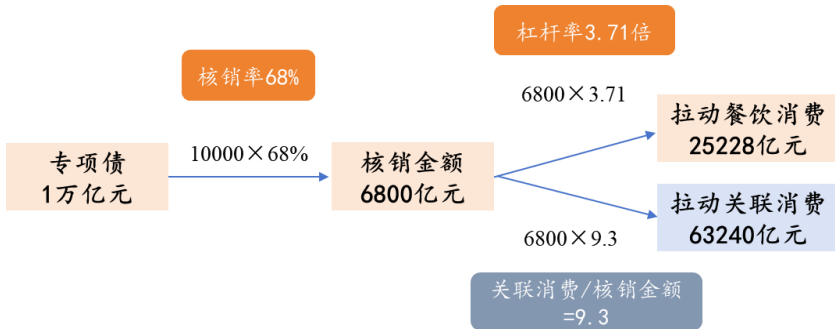 杠杆率3.71倍
核销率68%
6800×3.71
拉动餐饮消费
25228亿元
专项债
1万亿元
10000×68%
核销金额
6800亿元
拉动关联消费
63240亿元
6800×9.3
关联消费/核销金额
=9.3